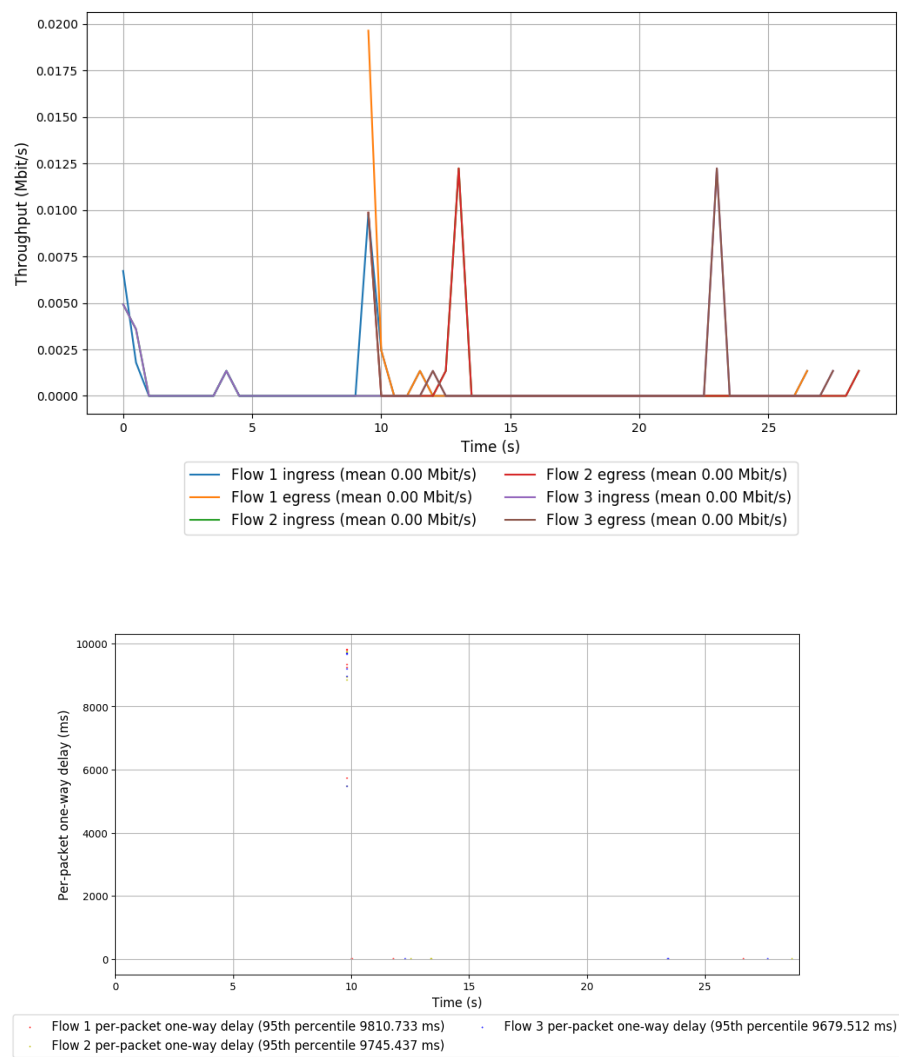 0.0200
0.0175
0.0150
0.0125
0.0100
0.0075
0.0050
0.0025
0.0000
Throughput (Mbit/s)
0 5 10 15 20 25
Time (s)
Flow 1 ingress (mean 0.00 Mbit/s) Flow 2 egress (mean 0.00 Mbit/s)
Flow 1 egress (mean 0.00 Mbit/s) Flow 3 ingress (mean 0.00 Mbit/s)
Flow 2 ingress (mean 0.00 Mbit/s) Flow 3 egress (mean 0.00 Mbit/s)
10000
8000
6000
4000
2000
0
Per-packet one-way delay (ms)
0 5 10 15 20 25
Time (s)
Flow 1 per-packet one-way delay (95th percentile 9810.733 ms) Flow 3 per-packet one-way delay (95th percentile 9679.512 ms)
Flow 2 per-packet one-way delay (95th percentile 9745.437 ms)